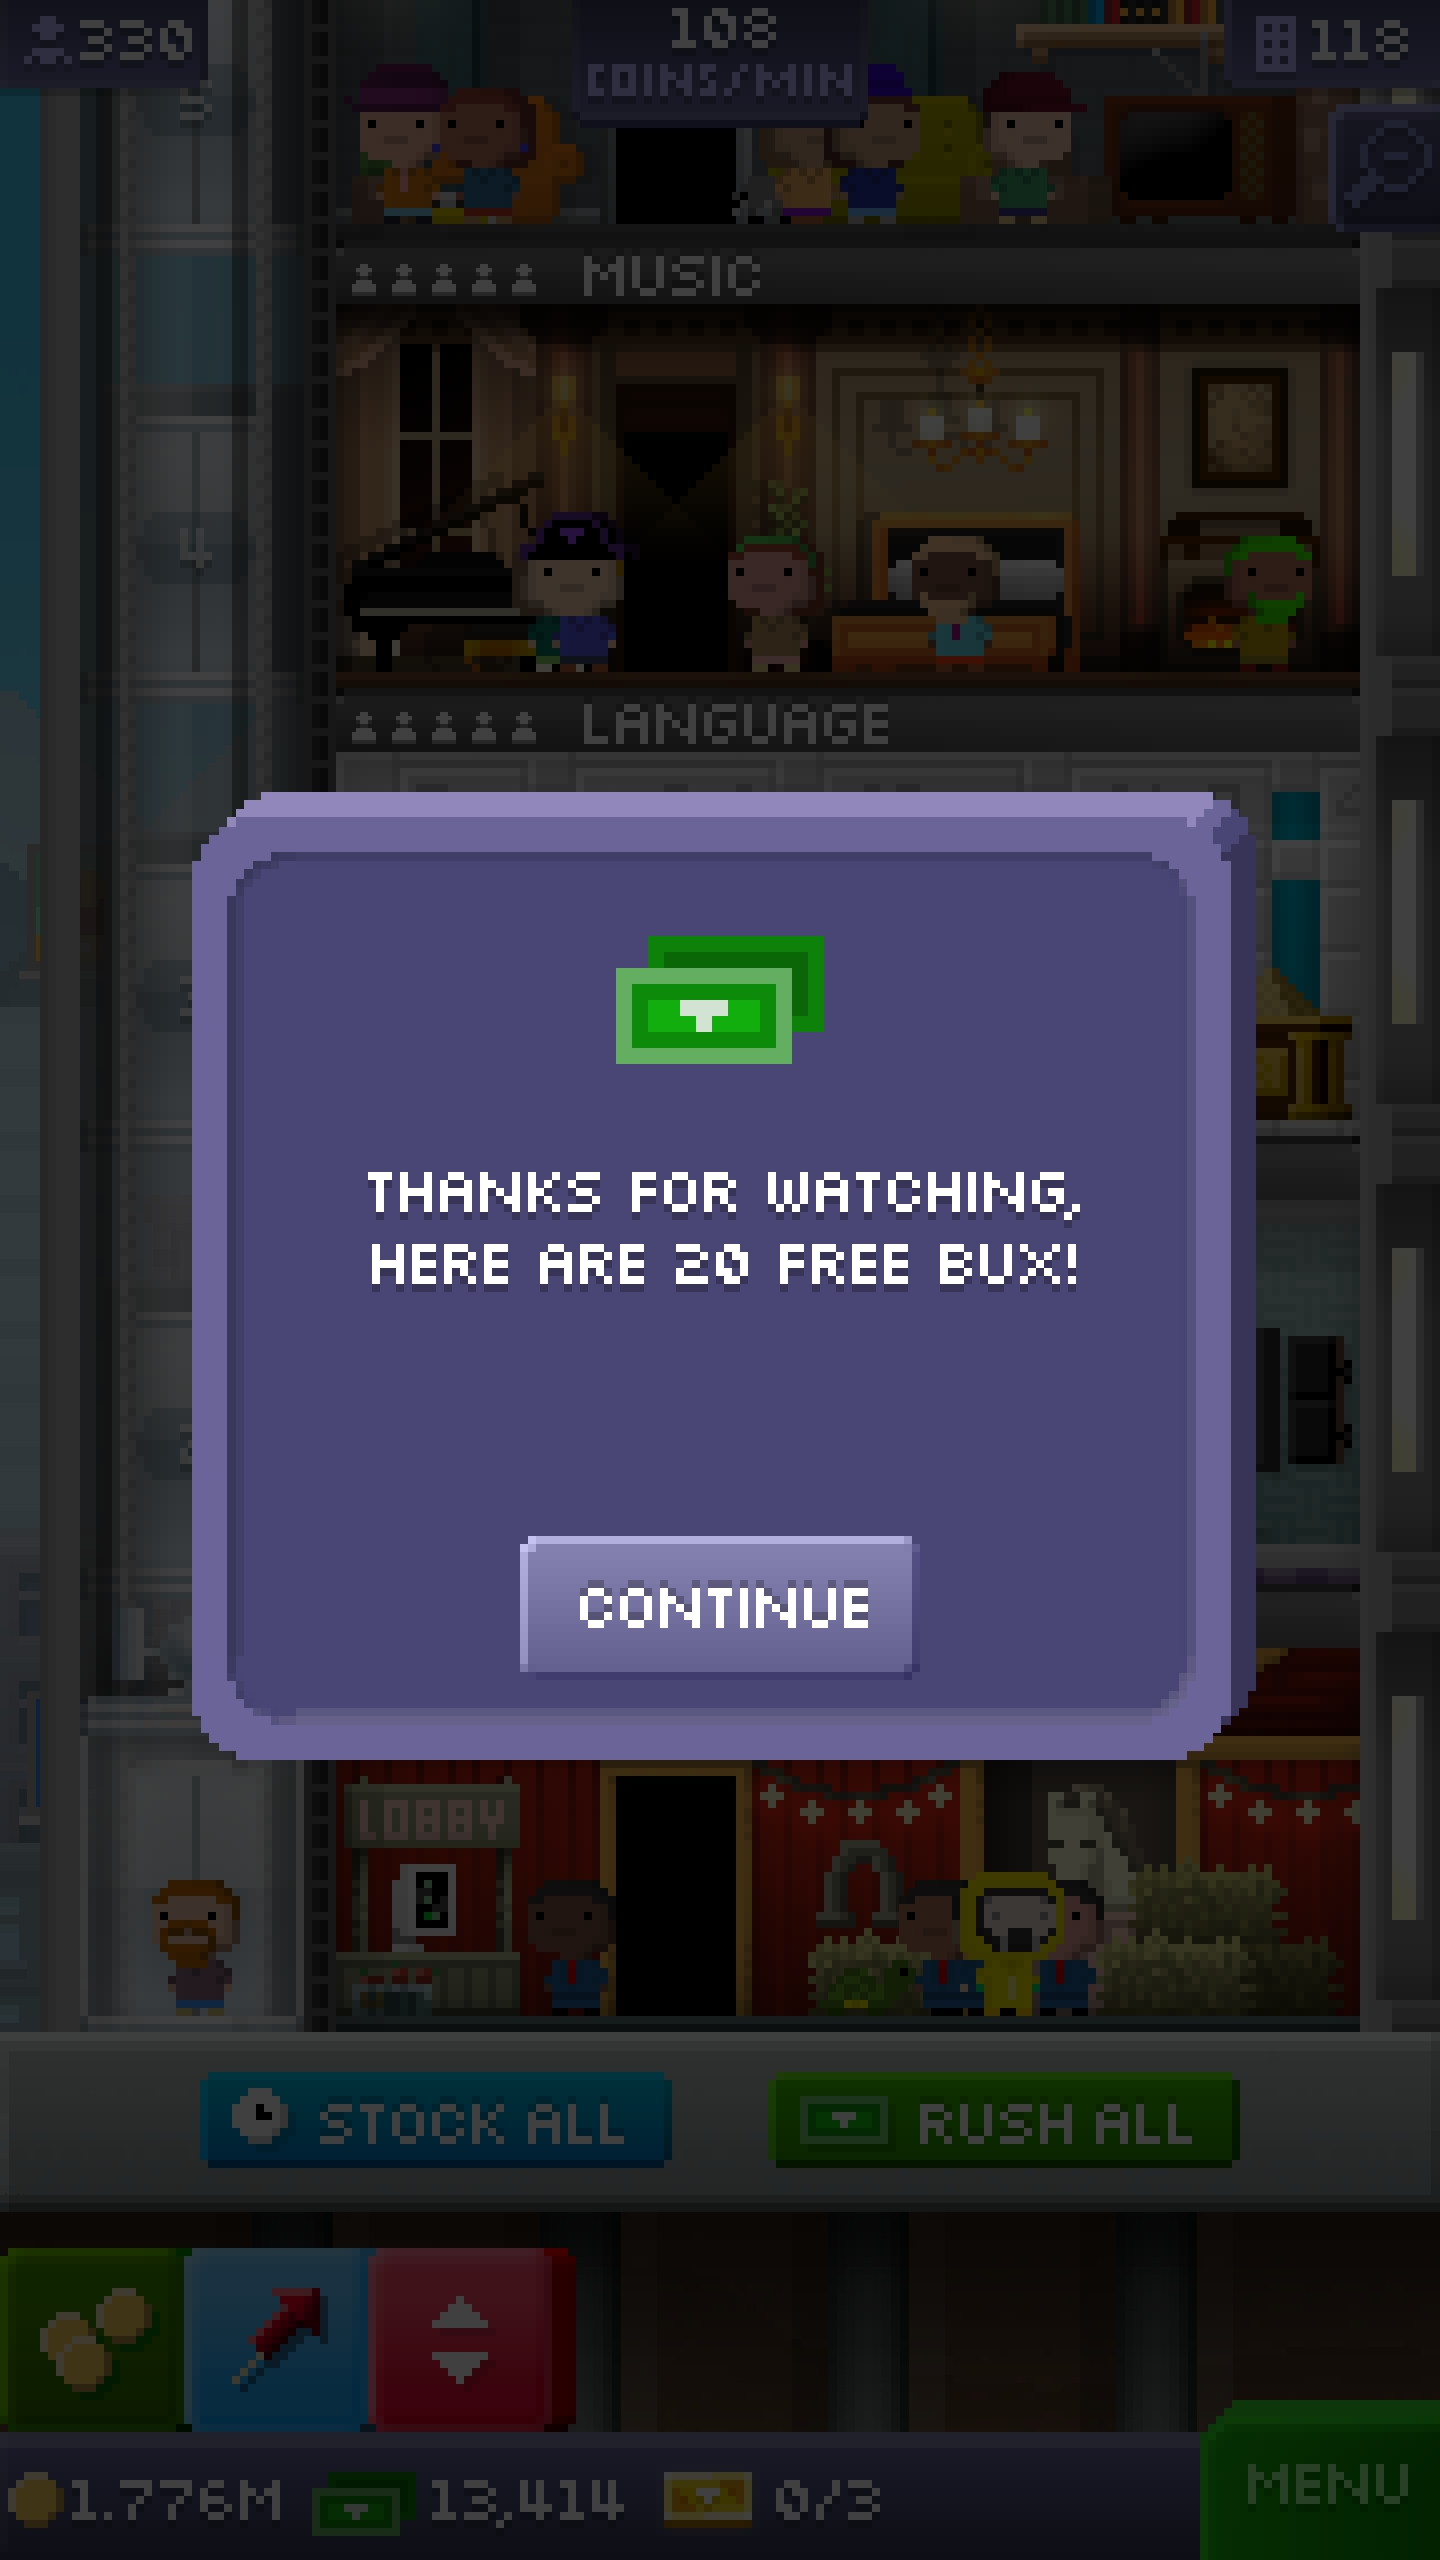 330
108
COINS/MIN
118
5
MUSIC
4
LANGUAGE
THANKS FOR WATCHING,
HERE ARE 20 FREE BUX!
CONTINUE
LOBBY
STOCK ALL
RUSH ALL
1.776M
13,414
0/3
MENU